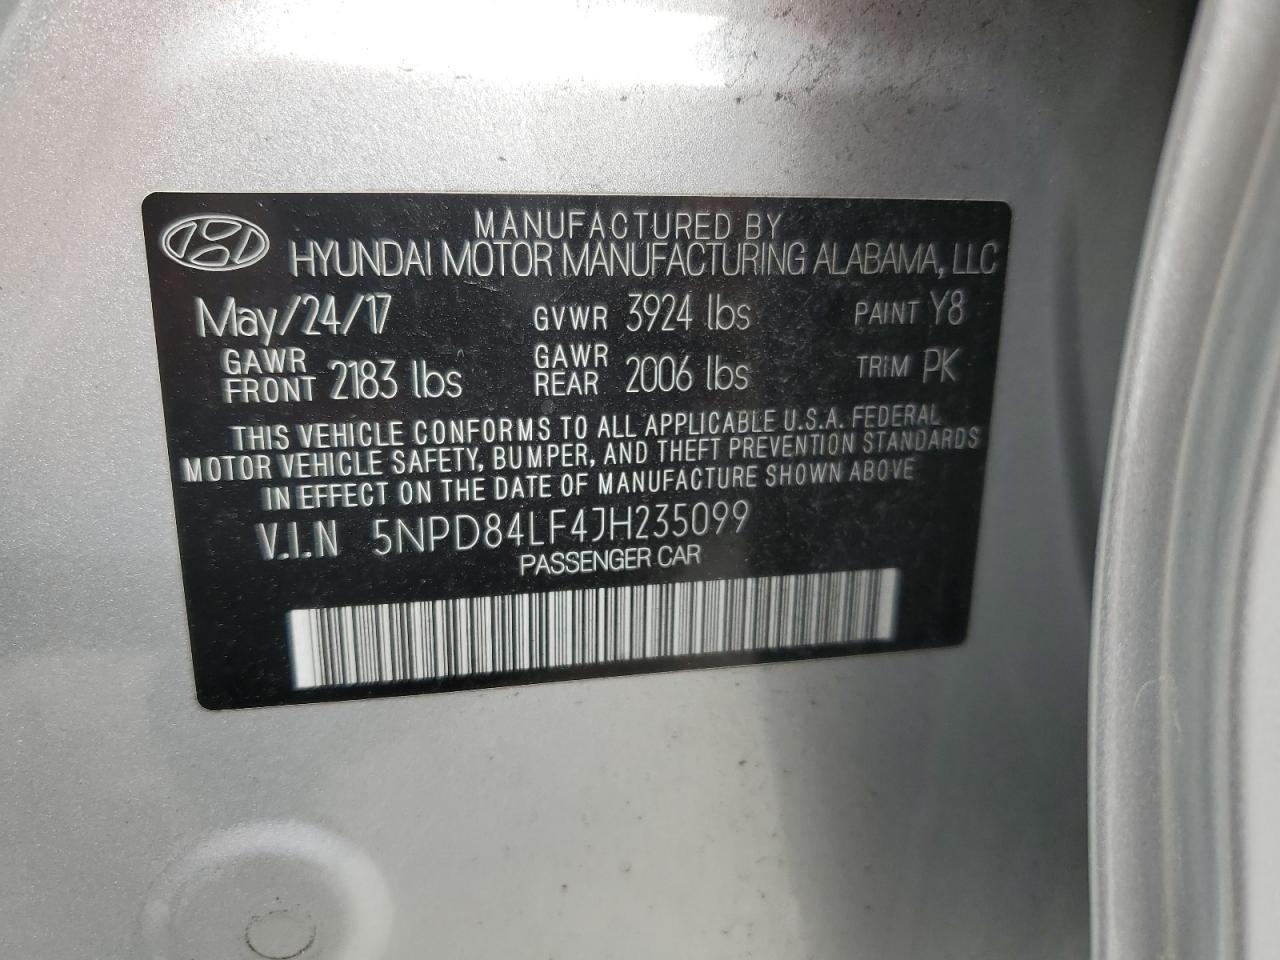 MANUFACTURED BY
HYUNDAI MOTOR MANUFACTURING ALABAMA, LLC
May/24/17 GVWR 3924 lbs PAINT Y8
GAWR FRONT 2183 lbs GAWR REAR 2006 lbs TRIM PK
THIS VEHICLE CONFORMS TO ALL APPLICABLE U.S.A. FEDERAL
MOTOR VEHICLE SAFETY, BUMPER, AND THEFT PREVENTION STANDARDS
IN EFFECT ON THE DATE OF MANUFACTURE SHOWN ABOVE
V.I.N 5NPD84LF4JH235099
PASSENGER CAR